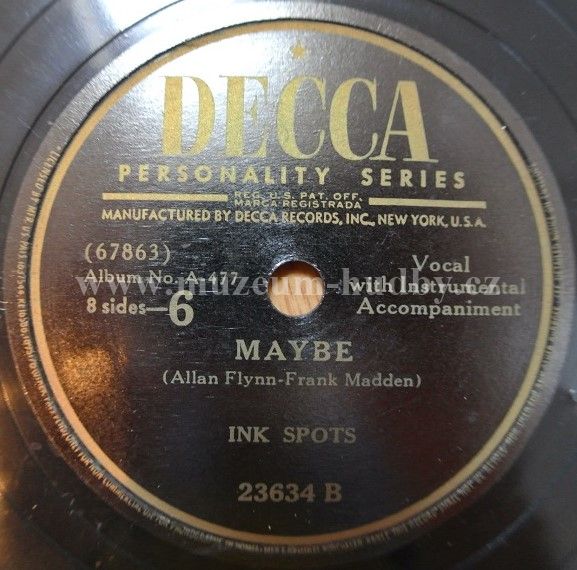 DECCA
PERSONALITY SERIES
REG. U.S. PAT. OFF.
MARCA REGISTRADA
MANUFACTURED BY DECCA RECORDS, INC., NEW YORK, U.S.A.
(67863)
Album No. A-477
8 sides—6
Vocal
with Instrumental
Accompaniment
www.muzeum-hudby.cz
MAYBE
(Allan Flynn-Frank Madden)
INK SPOTS
23634 B